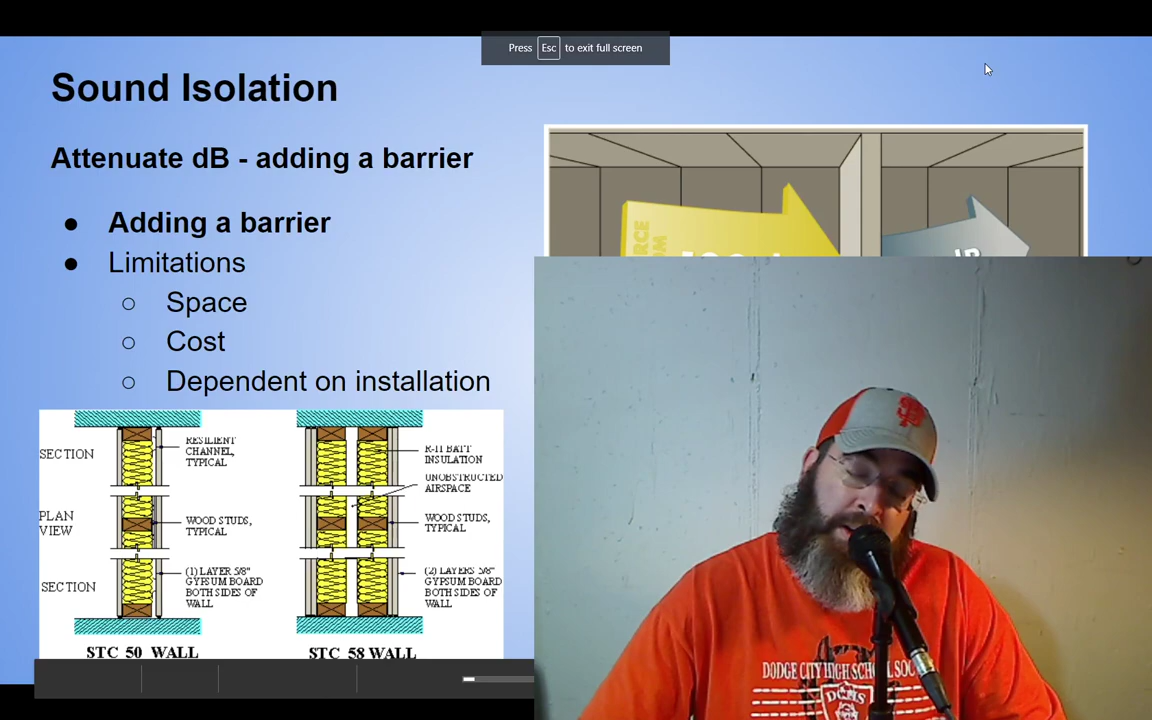 Press Esc to exit full screen
Sound Isolation
Attenuate dB - adding a barrier
● Adding a barrier
● Limitations
○ Space
○ Cost
○ Dependent on installation
dB
SECTION
RESILIENT
CHANNEL,
TYPICAL
PLAN
VIEW
WOOD STUDS,
TYPICAL
SECTION
(1) LAYER 5/8"
GYPSUM BOARD
BOTH SIDES OF
WALL
STC 50 WALL
R-11 BATT
INSULATION
UNOBSTRUCTED
AIRSPACE
WOOD STUDS,
TYPICAL
(2) LAYERS 5/8"
GYPSUM BOARD
BOTH SIDES OF
WALL
STC 58 WALL
DODGE CITY HIGH SCHOOL SOC